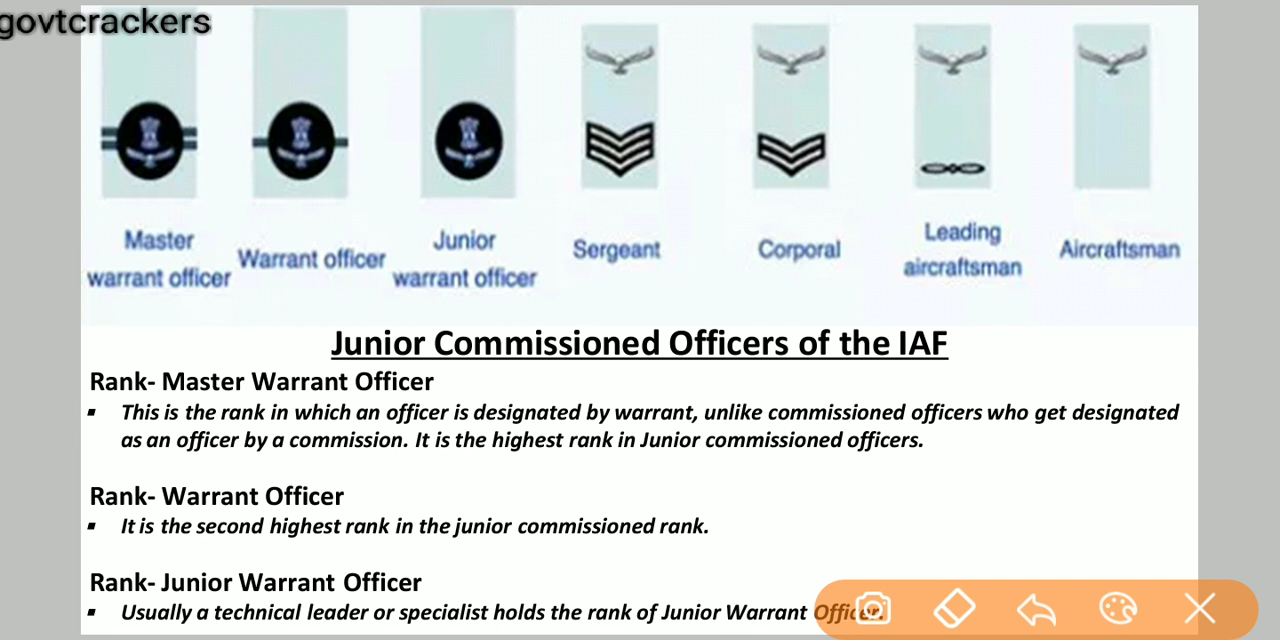 govtcrackers
Master
warrant officer
Warrant officer
Junior
warrant officer
Sergeant
Corporal
Leading
aircraftsman
Aircraftsman
Junior Commissioned Officers of the IAF
Rank- Master Warrant Officer
▪ This is the rank in which an officer is designated by warrant, unlike commissioned officers who get designated
as an officer by a commission. It is the highest rank in Junior commissioned officers.
Rank- Warrant Officer
▪ It is the second highest rank in the junior commissioned rank.
Rank- Junior Warrant Officer
▪ Usually a technical leader or specialist holds the rank of Junior Warrant Officer.